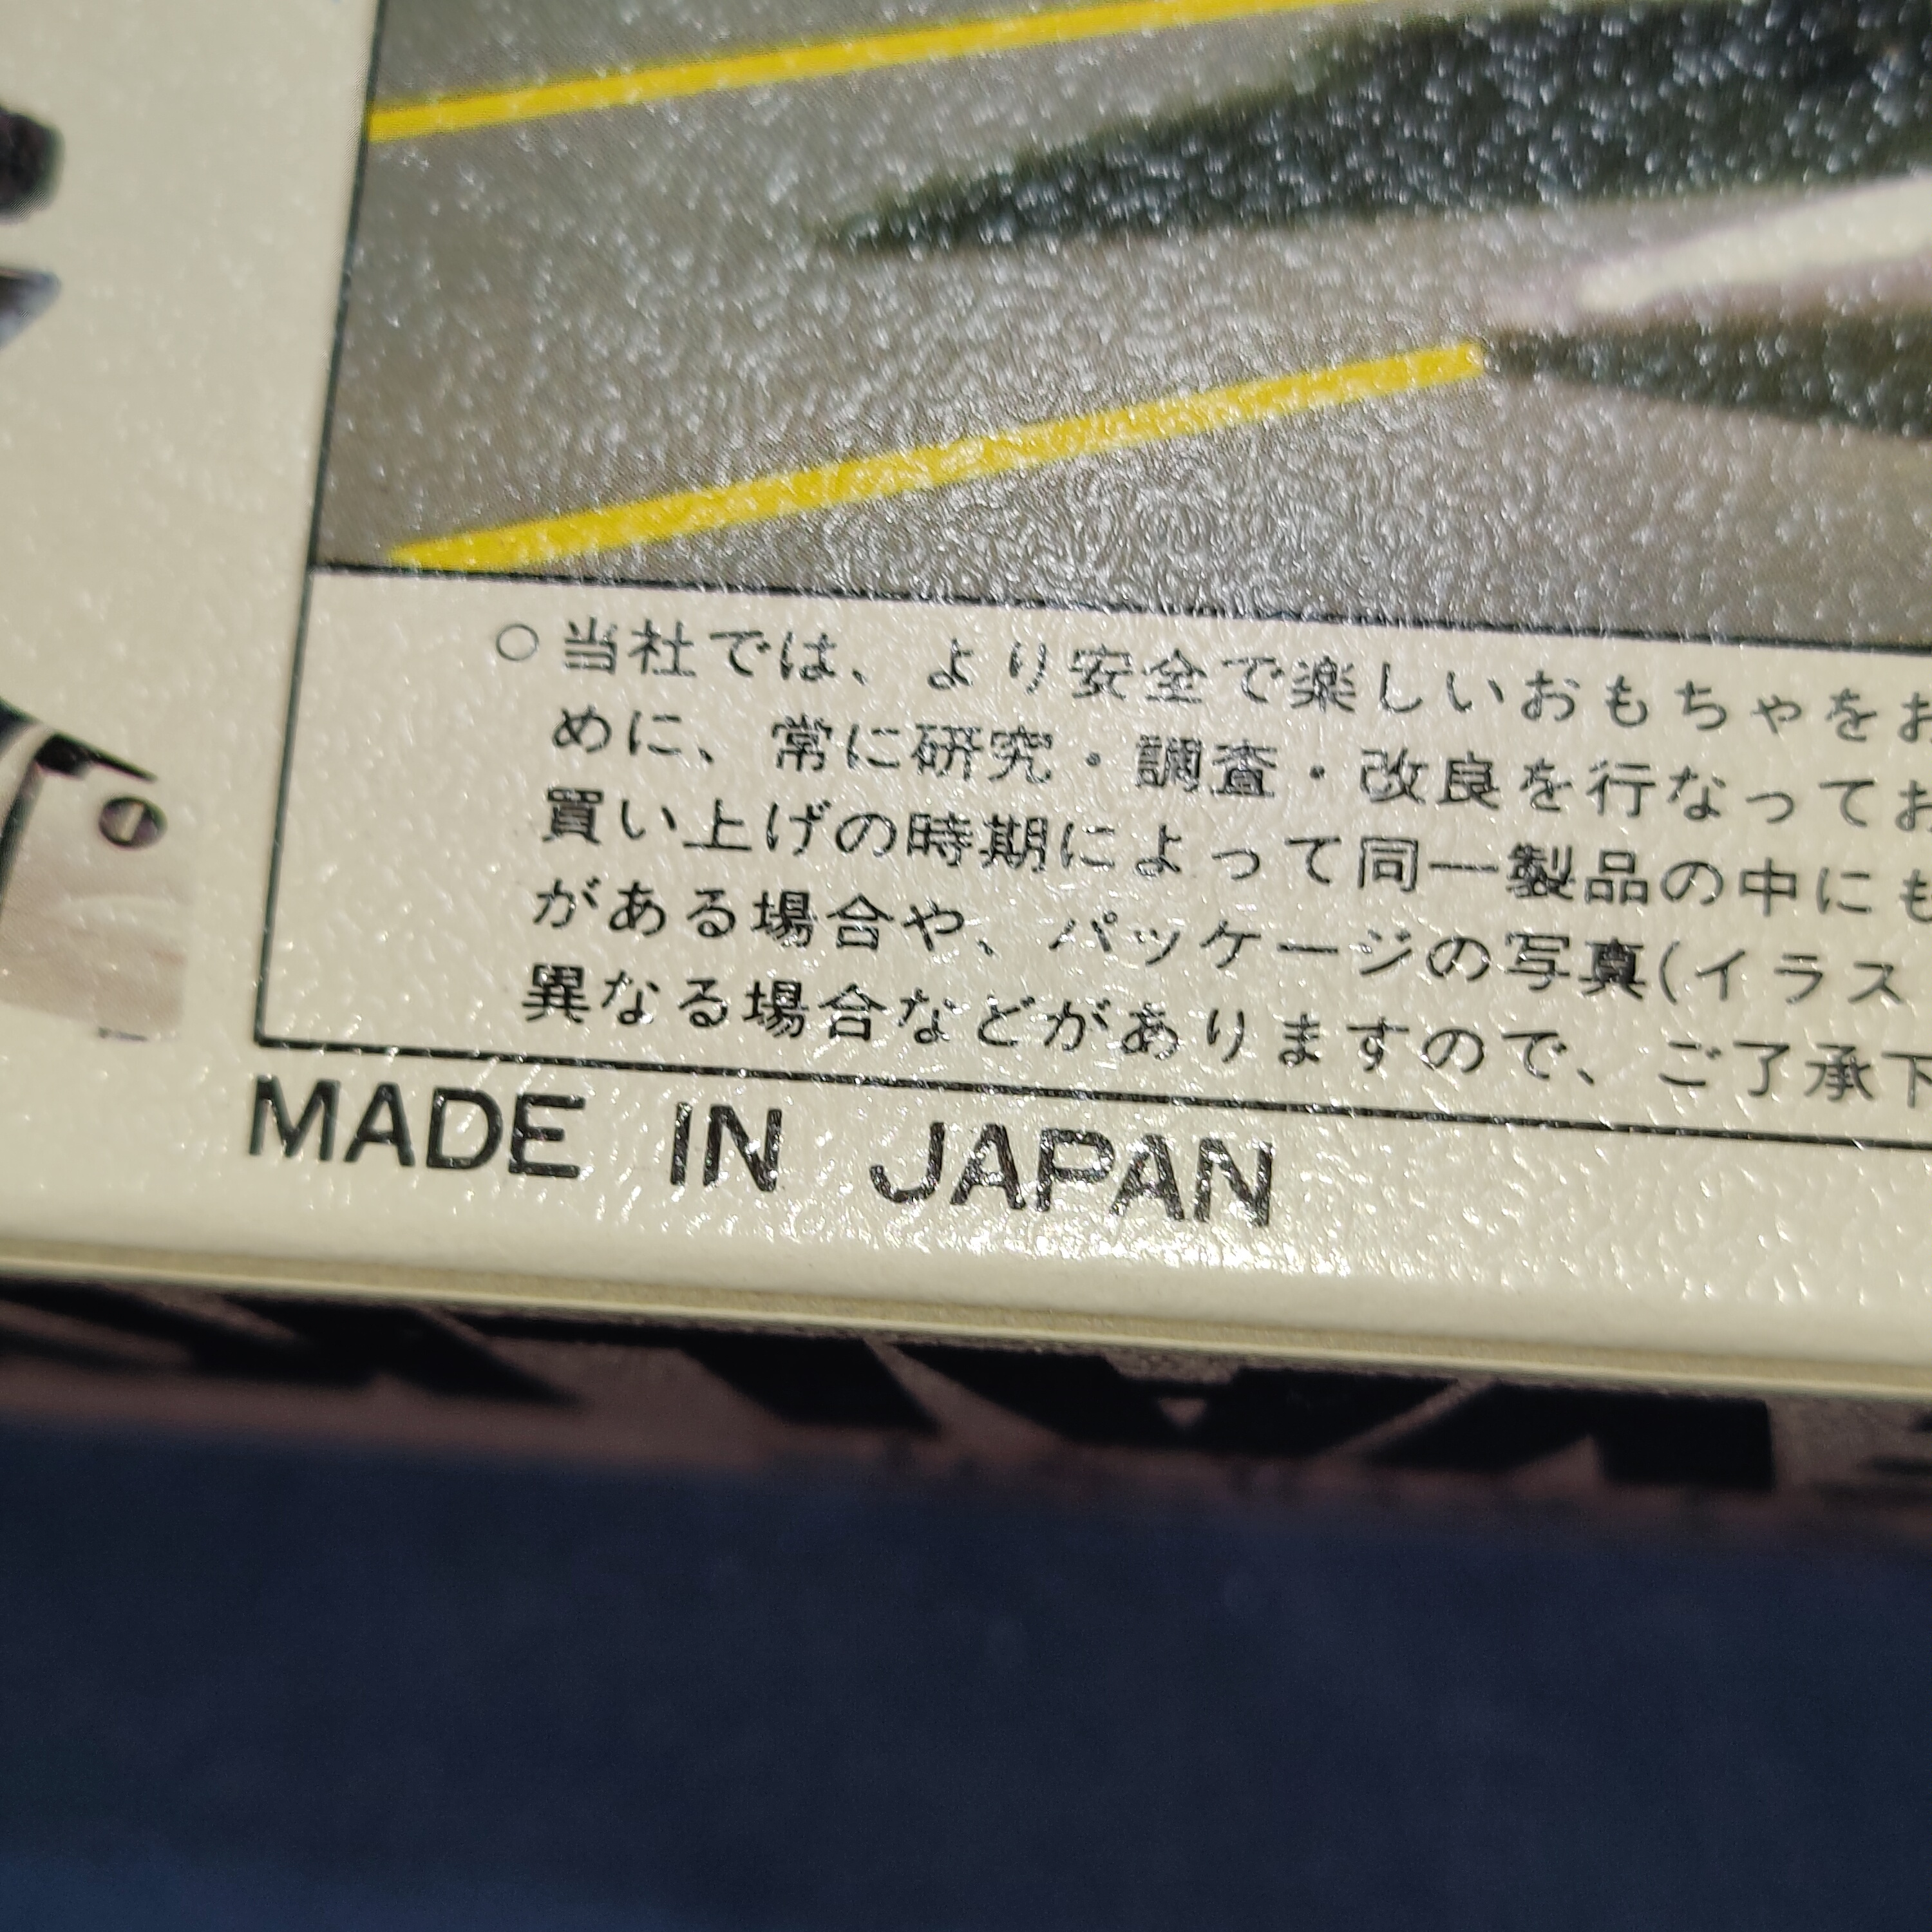 ○当社では、より安全で楽しいおもちゃをお
めに、常に研究・調査・改良を行なってお
買い上げの時期によって同一製品の中にも
がある場合や、パッケージの写真(イラス
異なる場合などがありますので、ご了承下
MADE IN JAPAN